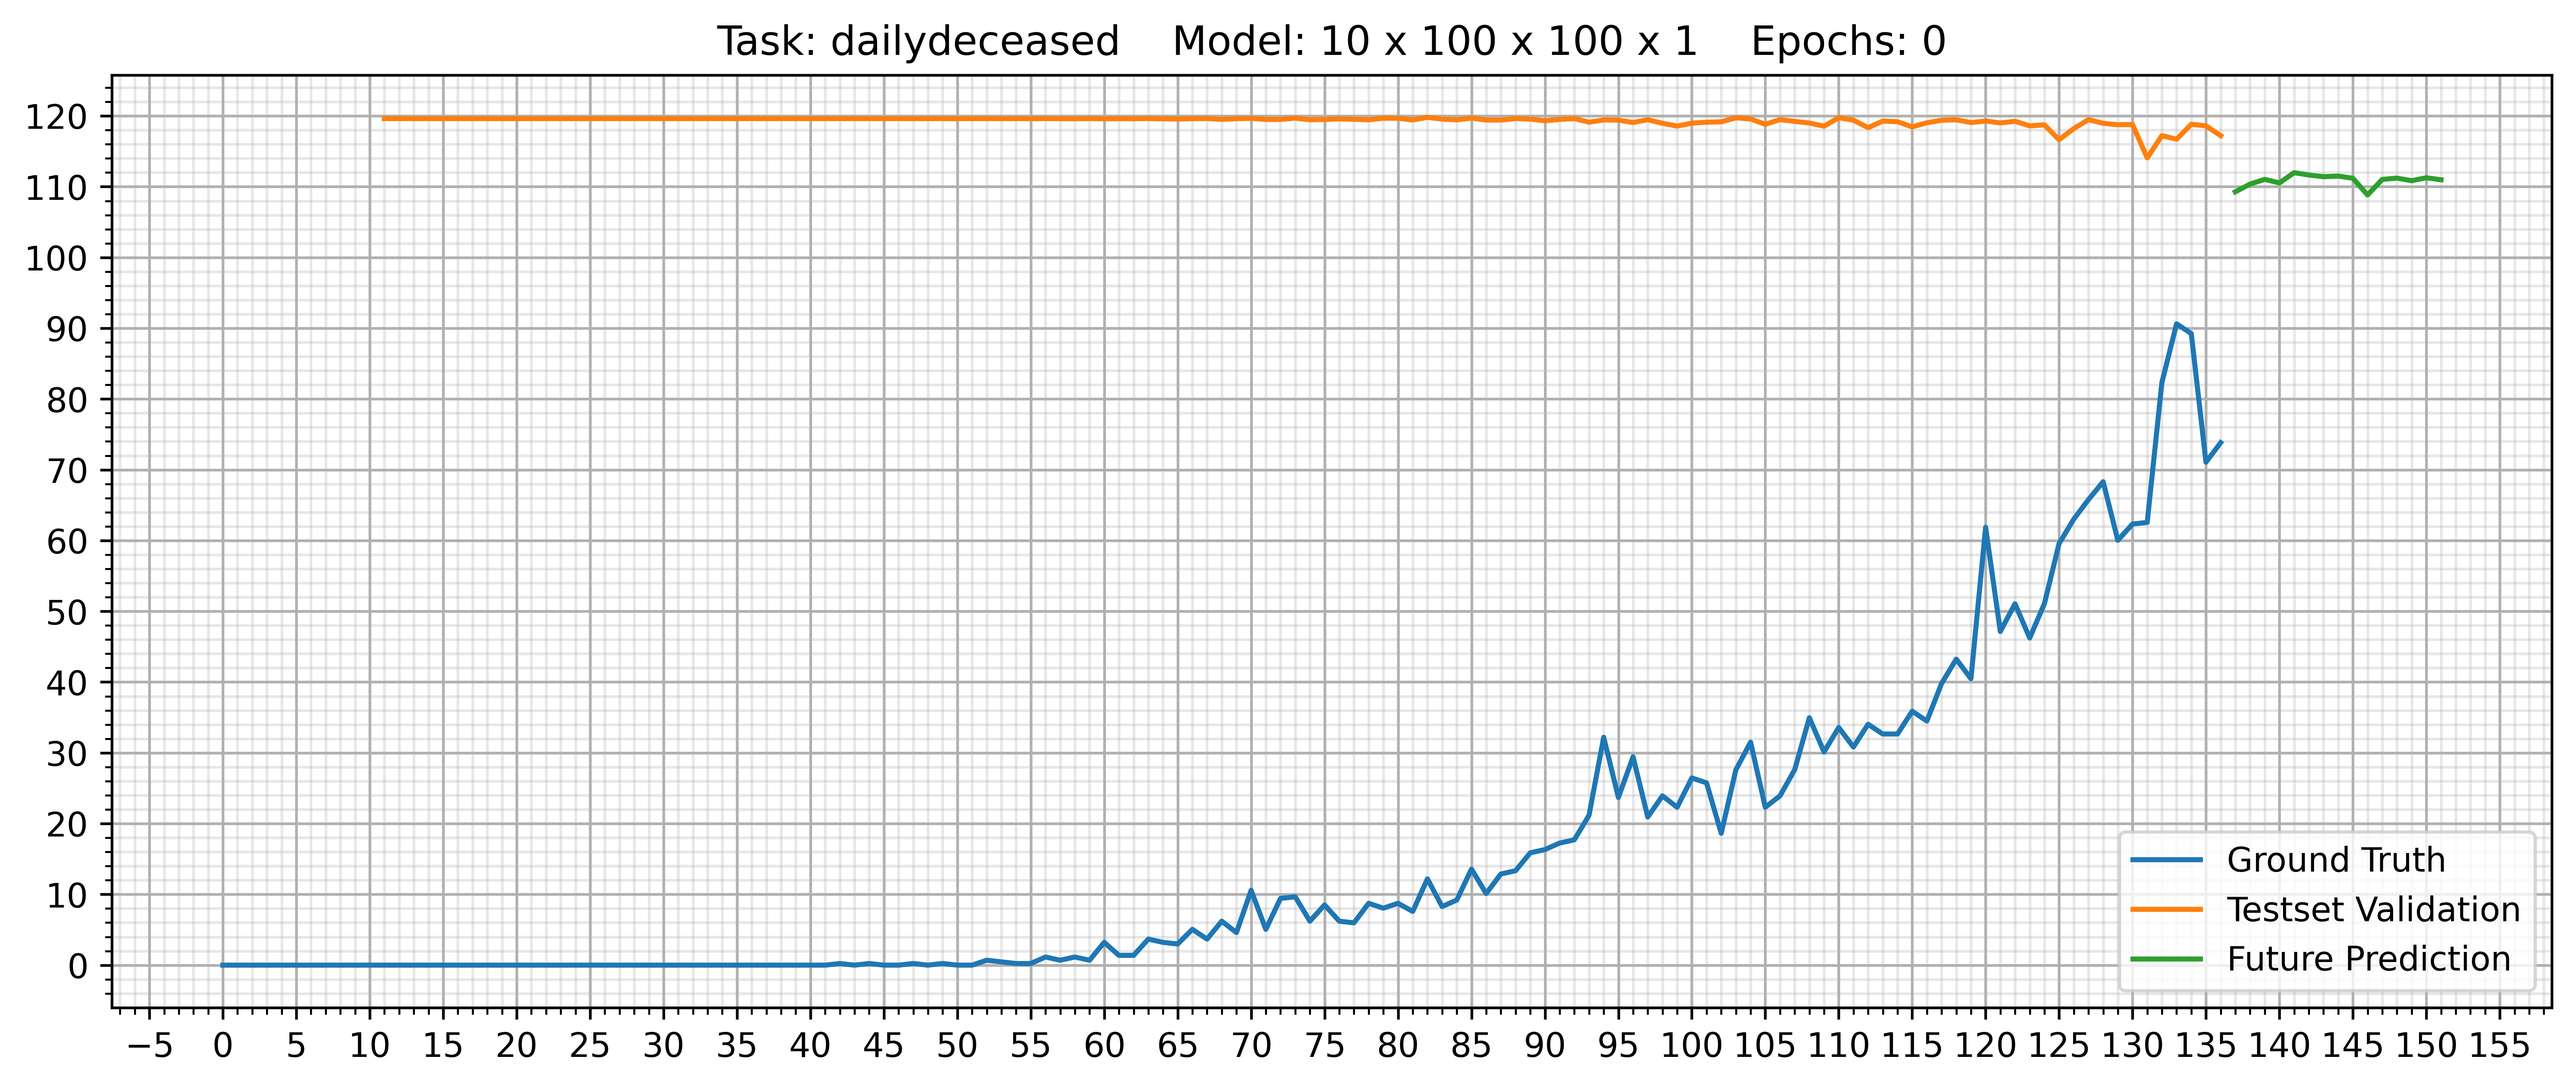 Task: dailydeceased    Model: 10 x 100 x 100 x 1    Epochs: 0
120
110
100
90
80
70
60
50
40
30
20
10
0
Ground Truth
Testset Validation
Future Prediction
−5 0 5 10 15 20 25 30 35 40 45 50 55 60 65 70 75 80 85 90 95 100 105 110 115 120 125 130 135 140 145 150 155